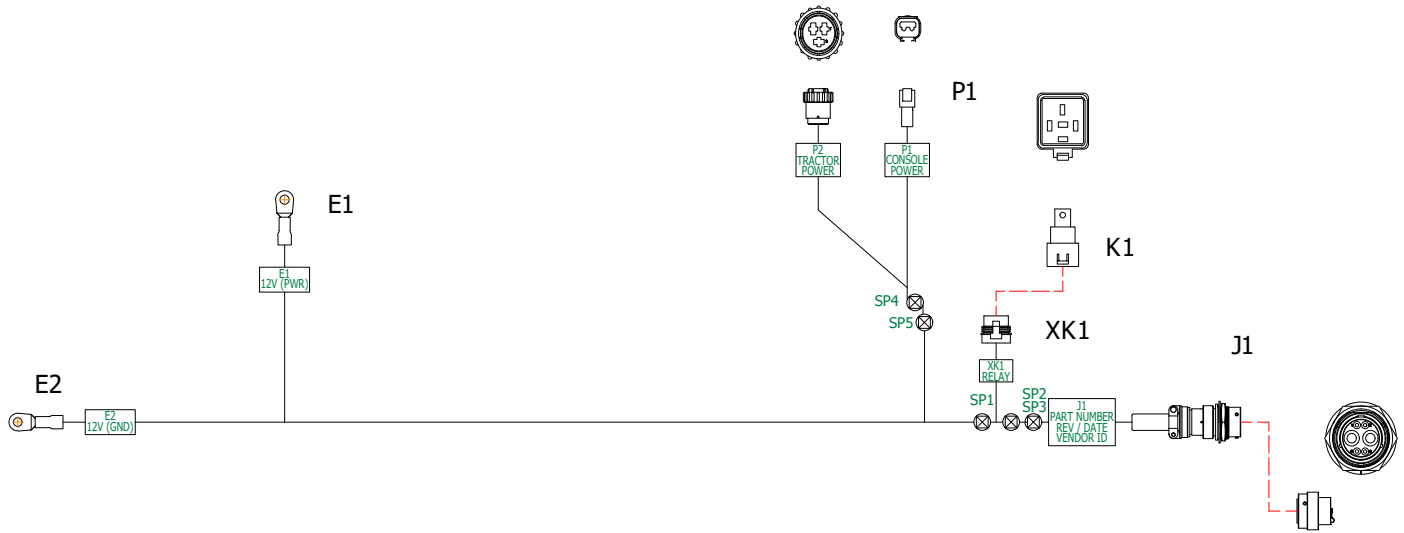 P1
P2
TRACTOR
POWER
P1
CONSOLE
POWER
E1
K1
E1
12V (PWR)
SP4
SP5
XK1
J1
XK1
RELAY
E2
SP1
SP2
SP3
E2
12V (GND)
J1
PART NUMBER
REV / DATE
VENDOR ID